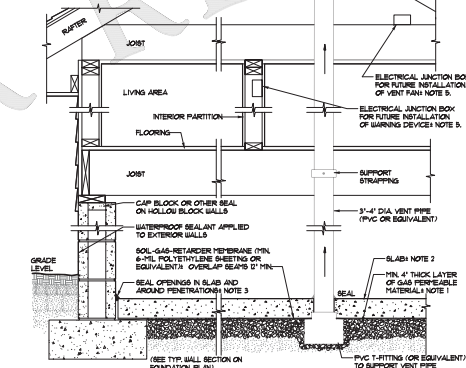 RAFTER
JOIST
ELECTRICAL JUNCTION BOX
FOR FUTURE INSTALLATION
OF VENT FAN± NOTE 5.
LIVING AREA
ELECTRICAL JUNCTION BOX
FOR FUTURE INSTALLATION
OF WARNING DEVICE± NOTE 5.
INTERIOR PARTITION
FLOORING
JOIST
SUPPORT
STRAPPING
CAP BLOCK OR OTHER SEAL
ON HOLLOW BLOCK WALLS
3"-4" DIA. VENT PIPE
(PVC OR EQUIVALENT)
WATERPROOF SEALANT APPLIED
TO EXTERIOR WALLS
SOIL-GAS-RETARDER MEMBRANE (MIN.
6-MIL POLYETHYLENE SHEETING OR
EQUIVALENT)± OVERLAP SEAMS 12" MIN.
GRADE
LEVEL
SLAB± NOTE 2
MIN. 4" THICK LAYER
OF GAS PERMEABLE
MATERIAL± NOTE 1
SEAL OPENINGS IN SLAB AND
AROUND PENETRATIONS± NOTE 3
SEAL
(SEE TYP. WALL SECTION ON
FOUNDATION PLAN)
PVC T-FITTING (OR EQUIVALENT)
TO SUPPORT VENT PIPE